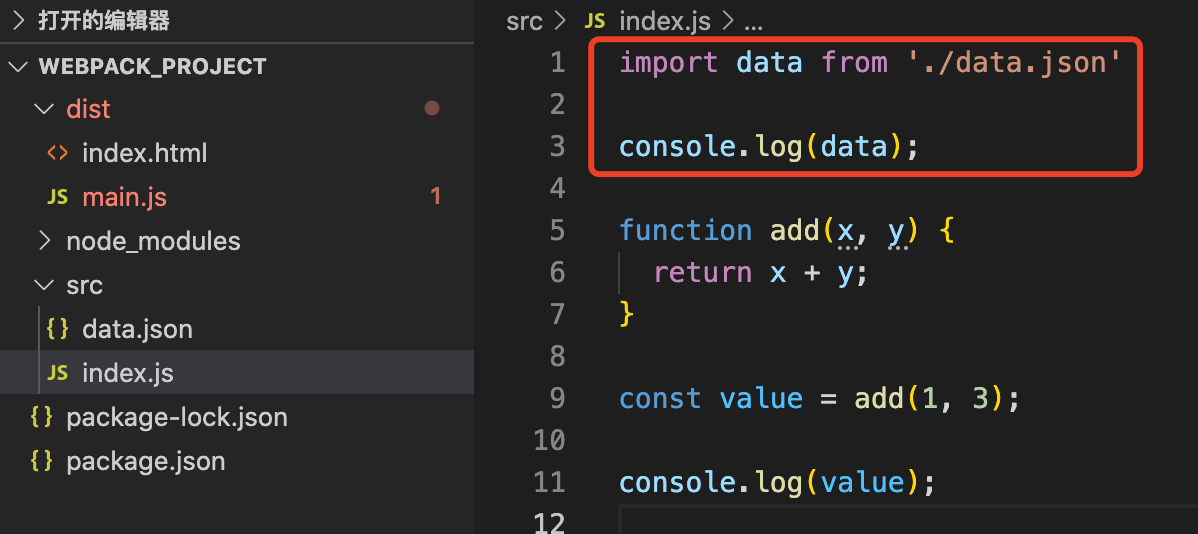 打开的编辑器
WEBPACK_PROJECT
dist
index.html
JS main.js 1
node_modules
src
{} data.json
JS index.js
{} package-lock.json
{} package.json
src > JS index.js > ...
1 import data from './data.json'
2
3 console.log(data);
4
5 function add(x, y) {
6 return x + y;
7 }
8
9 const value = add(1, 3);
10
11 console.log(value);
12